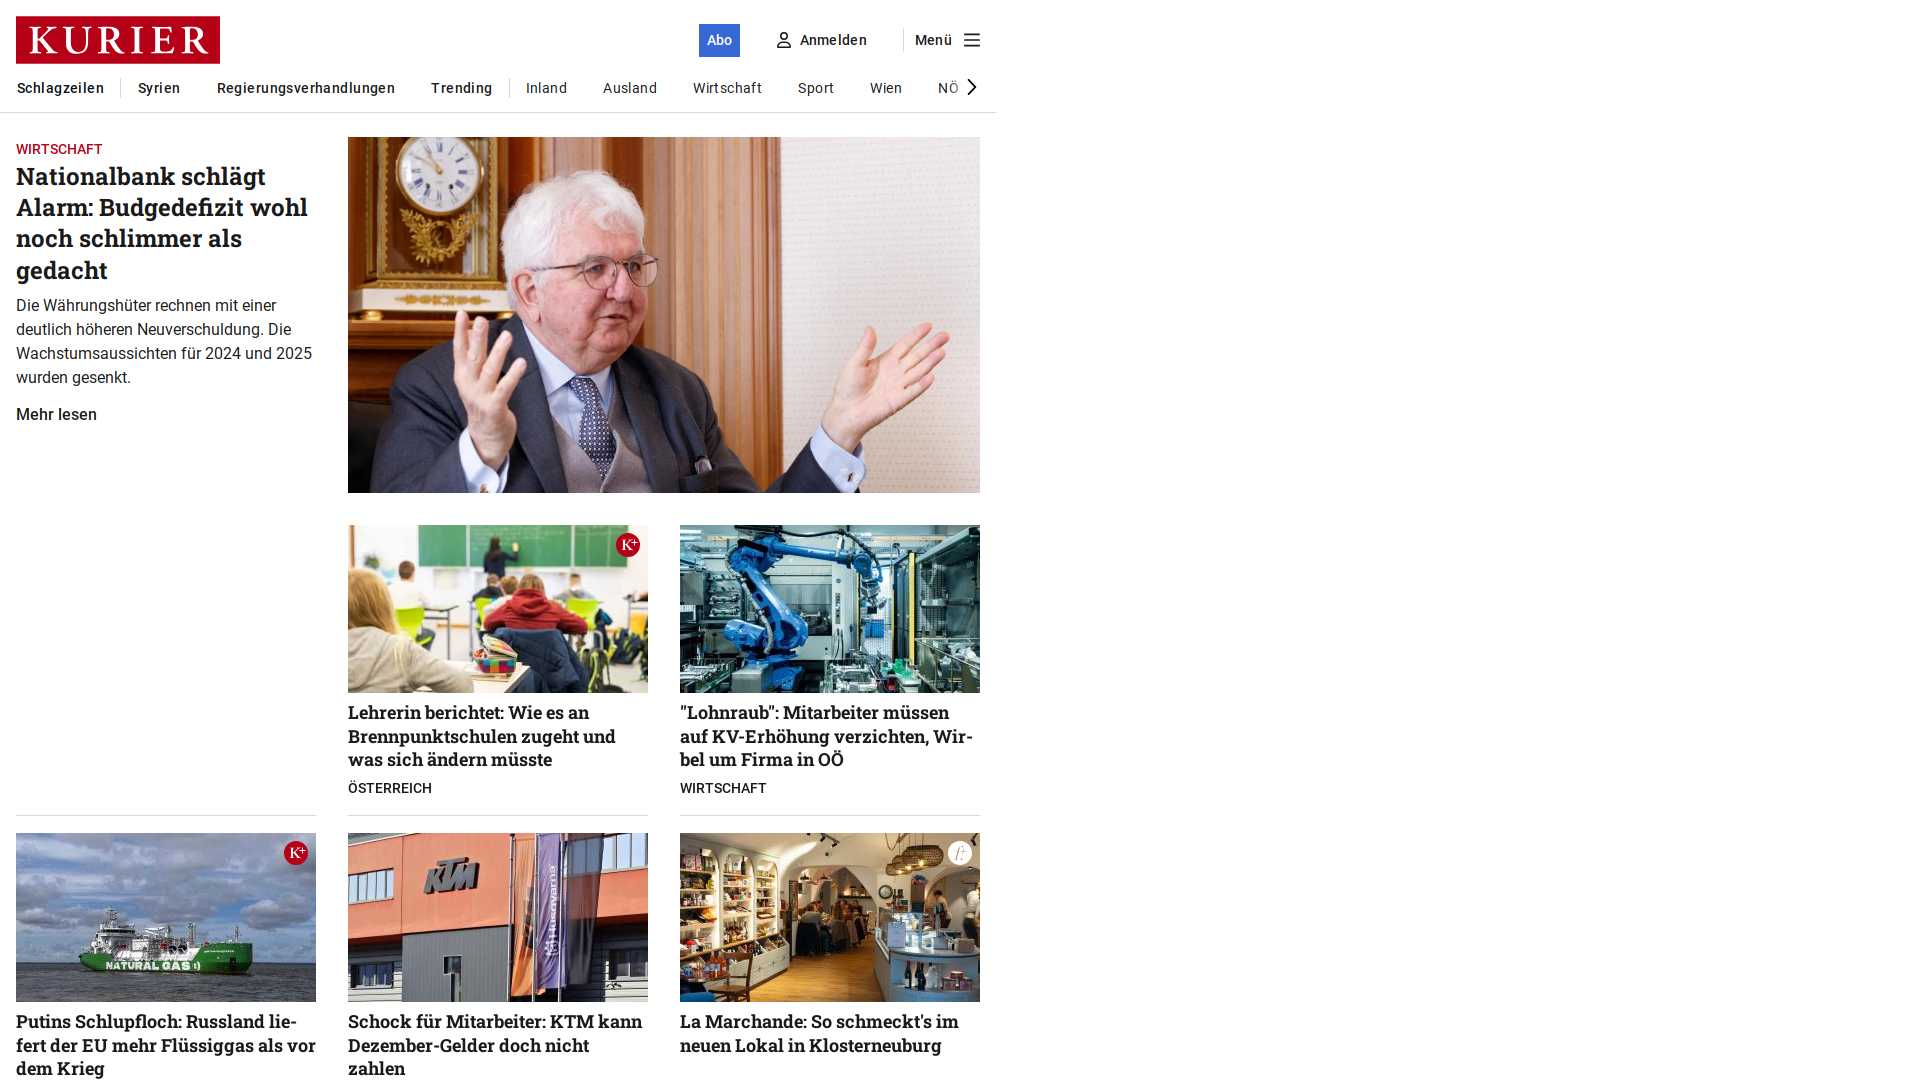 KURIER
Abo
Anmelden
Menü
Schlagzeilen
Syrien
Regierungsverhandlungen
Trending
Inland
Ausland
Wirtschaft
Sport
Wien
NÖ
WIRTSCHAFT
Nationalbank schlägt
Alarm: Budgedefizit wohl
noch schlimmer als
gedacht
Die Währungshüter rechnen mit einer
deutlich höheren Neuverschuldung. Die
Wachstumsaussichten für 2024 und 2025
wurden gesenkt.
Mehr lesen
K+
Lehrerin berichtet: Wie es an
Brennpunktschulen zugeht und
was sich ändern müsste
ÖSTERREICH
"Lohnraub": Mitarbeiter müssen
auf KV-Erhöhung verzichten, Wir-
bel um Firma in OÖ
WIRTSCHAFT
K+
NATURAL GAS
Putins Schlupfloch: Russland lie-
fert der EU mehr Flüssiggas als vor
dem Krieg
KTM
Husqvarna
Schock für Mitarbeiter: KTM kann
Dezember-Gelder doch nicht
zahlen
f+
La Marchande: So schmeckt's im
neuen Lokal in Klosterneuburg